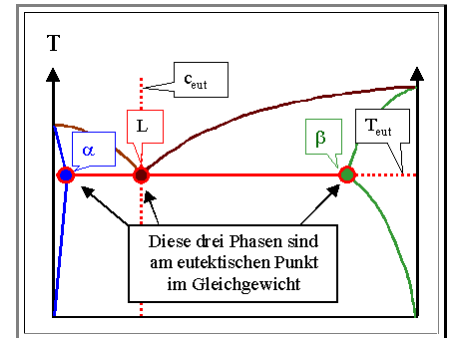 T
c_eut
L
α
β
T_eut
Diese drei Phasen sind
am eutektischen Punkt
im Gleichgewicht